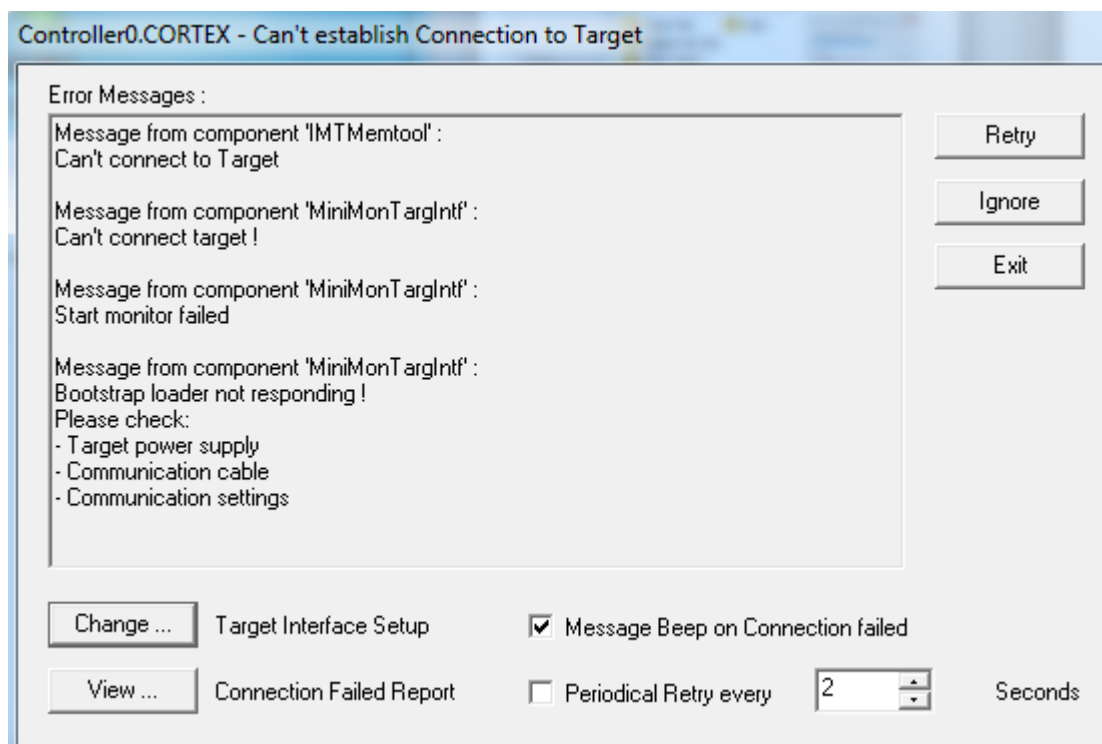 Controller0.CORTEX - Can't establish Connection to Target
Error Messages :
Message from component 'IMTMemtool' :
Can't connect to Target
Message from component 'MiniMonTargIntf' :
Can't connect target !
Message from component 'MiniMonTargIntf' :
Start monitor failed
Message from component 'MiniMonTargIntf' :
Bootstrap loader not responding !
Please check:
- Target power supply
- Communication cable
- Communication settings
Retry
Ignore
Exit
Change ... Target Interface Setup Message Beep on Connection failed
View ... Connection Failed Report Periodical Retry every 2 Seconds